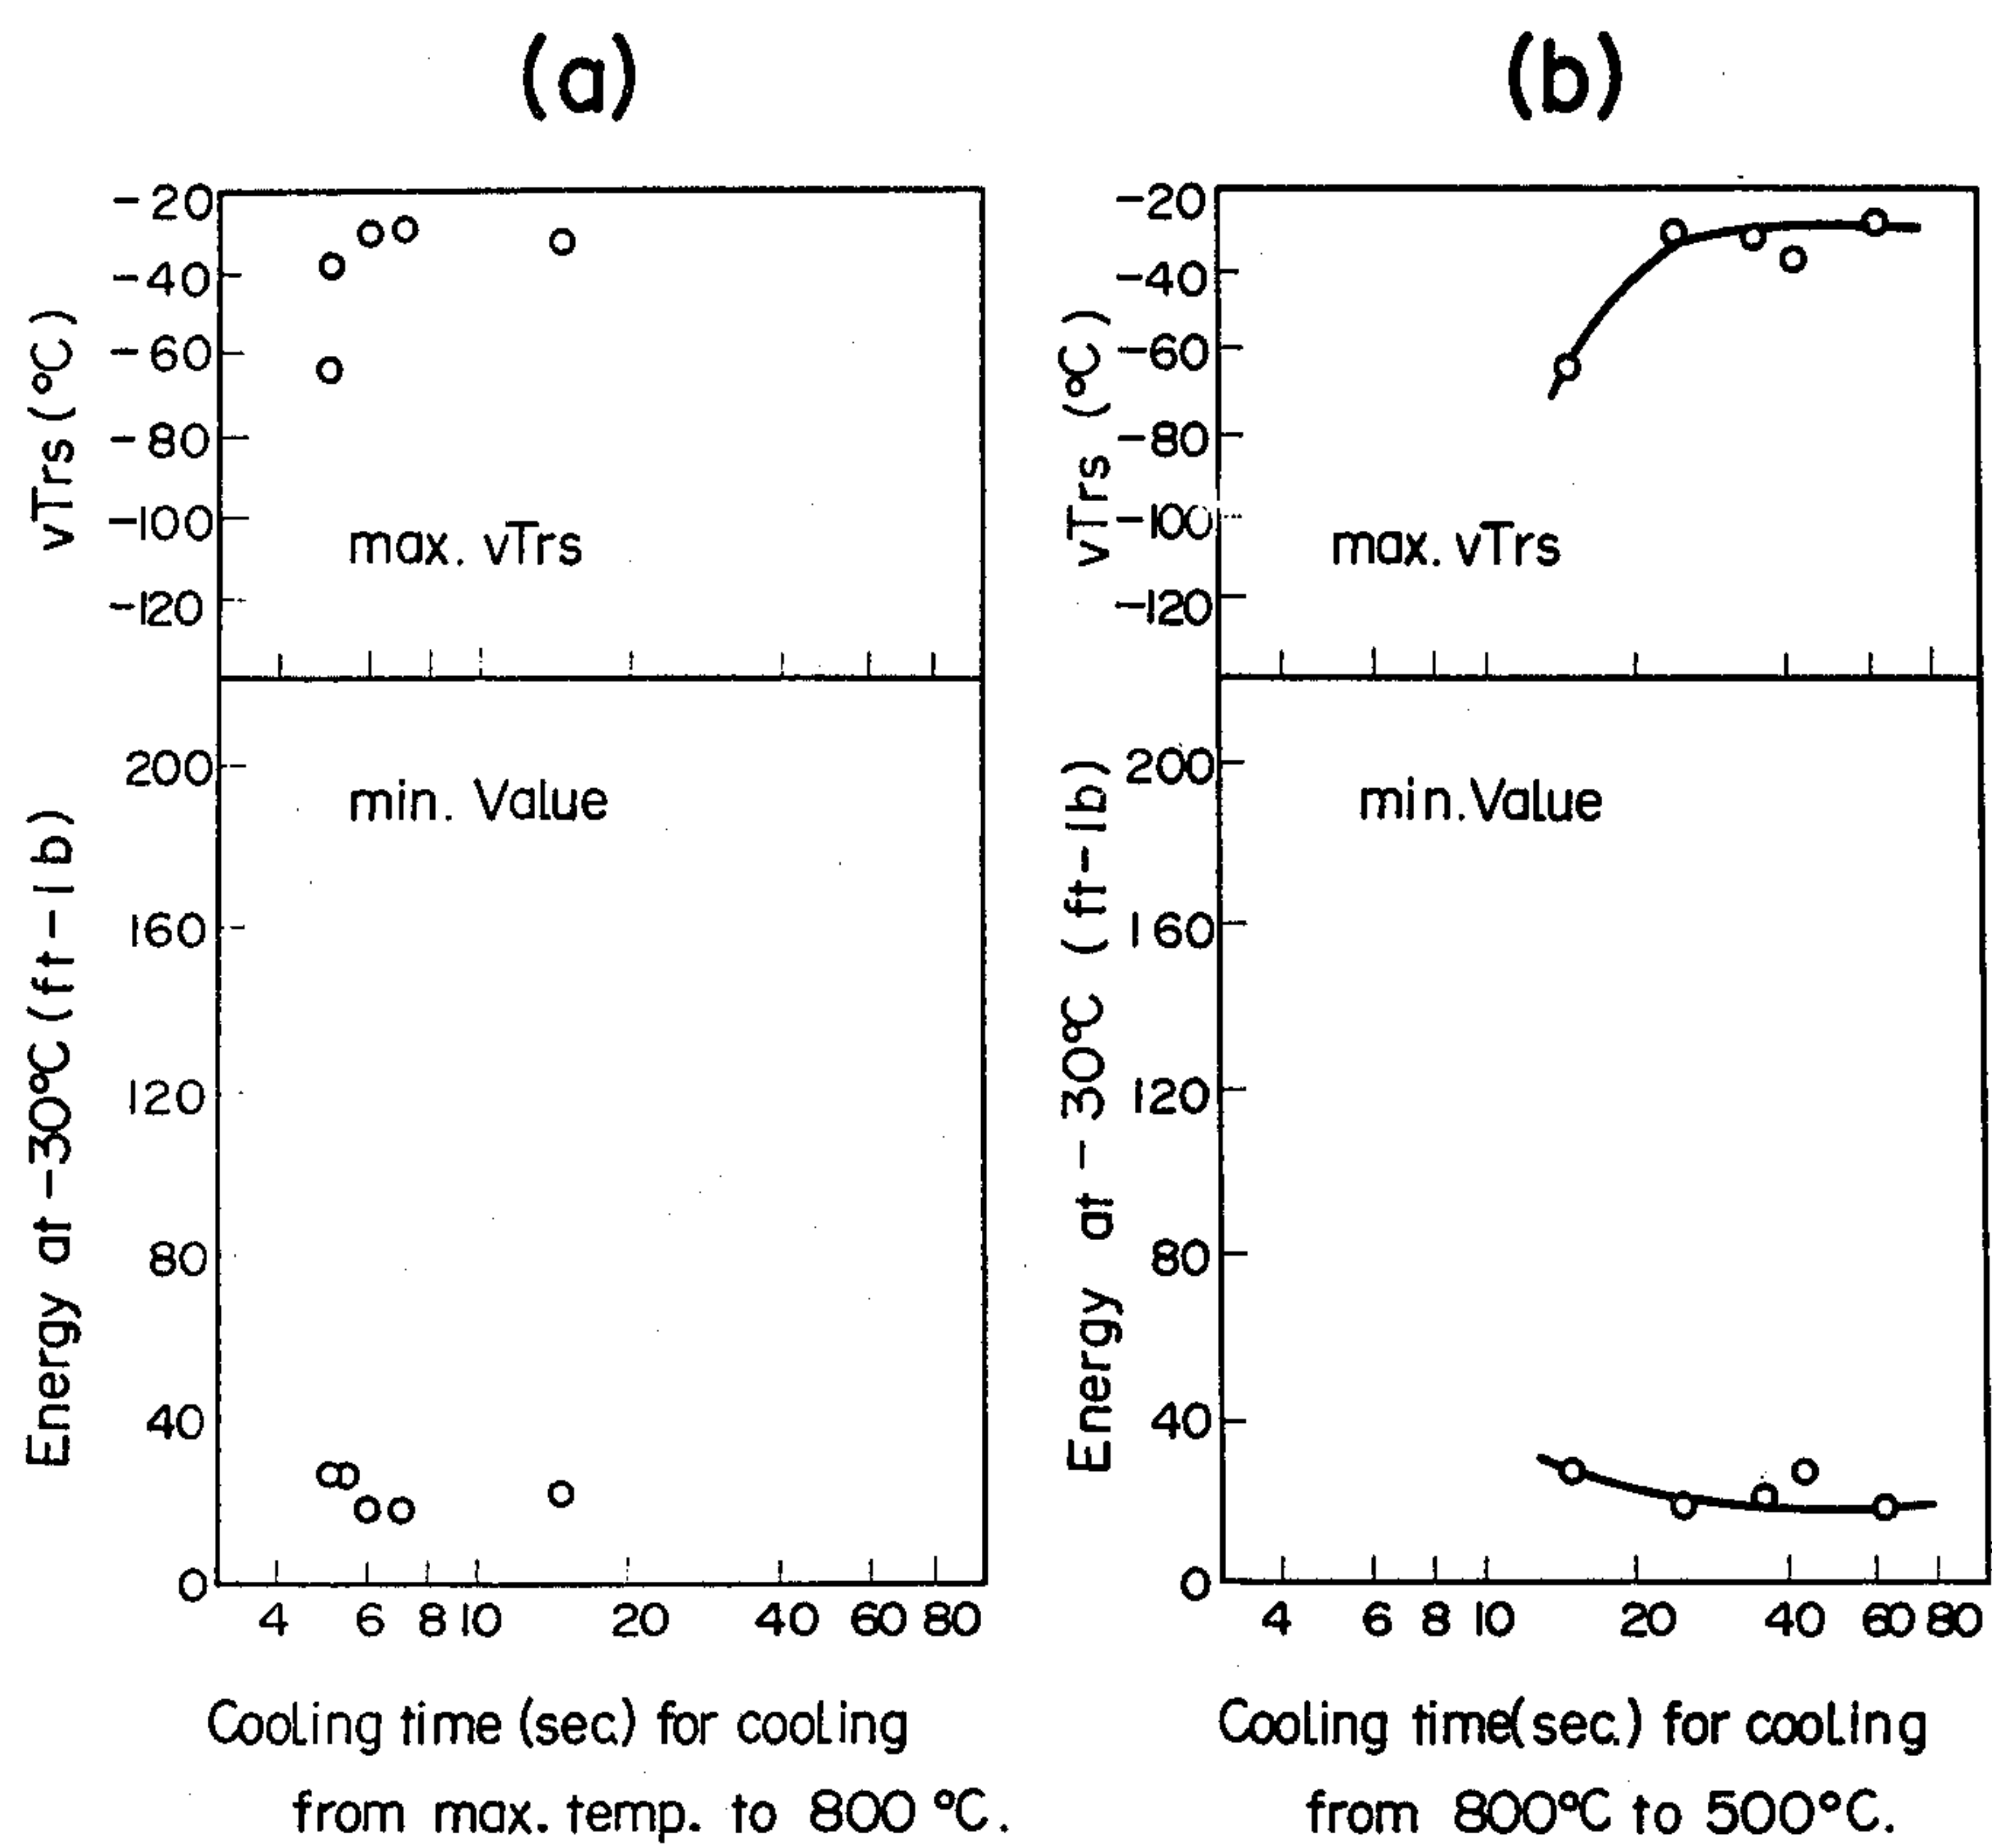 (a)
(b)
-20
-40
-60
-80
-100
-120
vTrs (°C)
max. vTrs
-20
-40
-60
-80
-100
-120
vTrs (°C)
max. vTrs
200
160
120
80
40
0
Energy at -30°C (ft-lb)
min. Value
200
160
120
80
40
0
Energy at -30°C (ft-lb)
min. Value
4 6 8 10 20 40 60 80
4 6 8 10 20 40 60 80
Cooling time (sec.) for cooling
from max. temp. to 800 °C.
Cooling time (sec.) for cooling
from 800°C to 500°C.